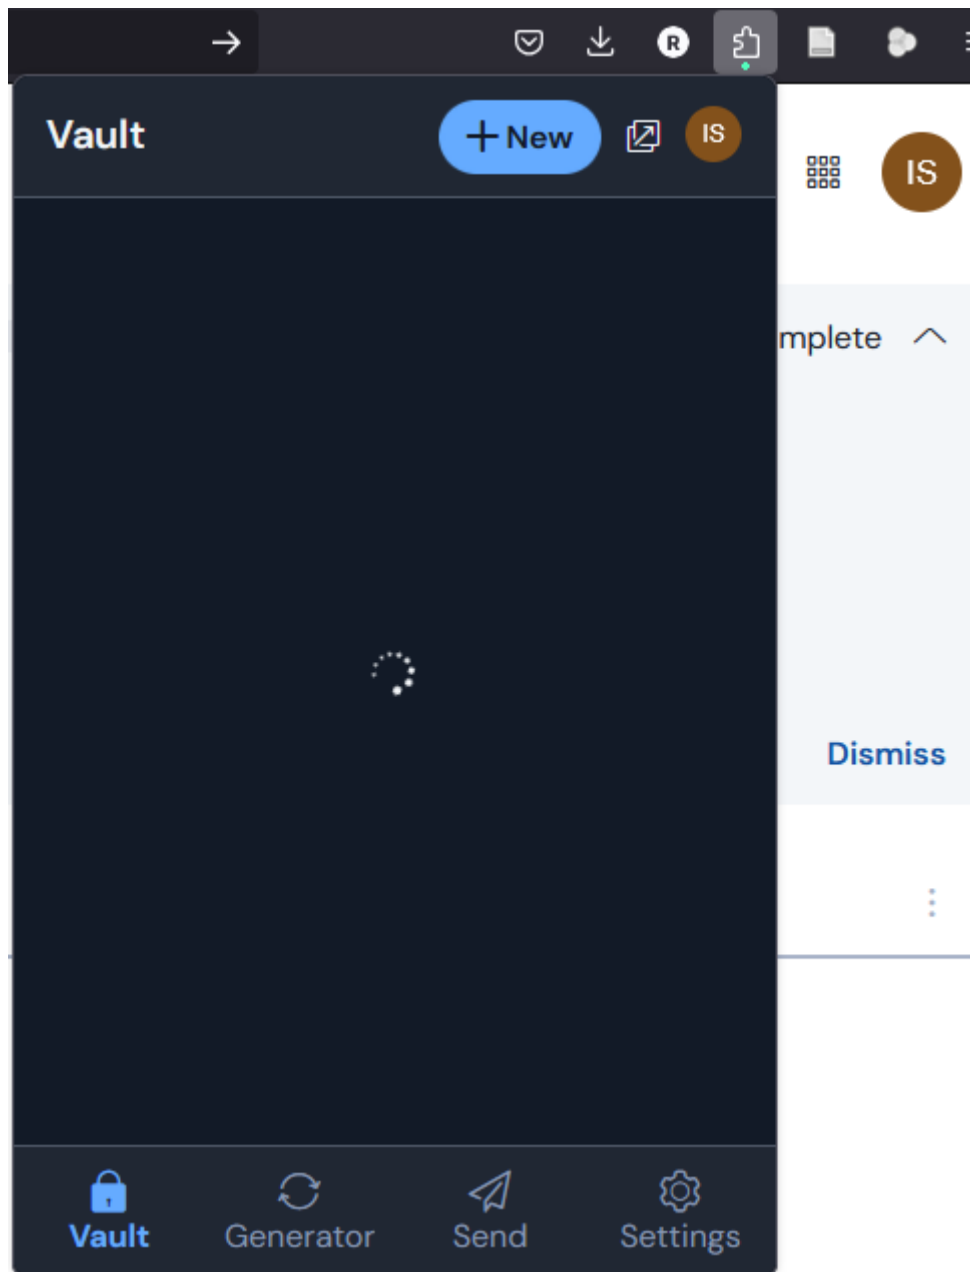 R
Vault
New
IS
IS
mplete
Dismiss
Vault
Generator
Send
Settings